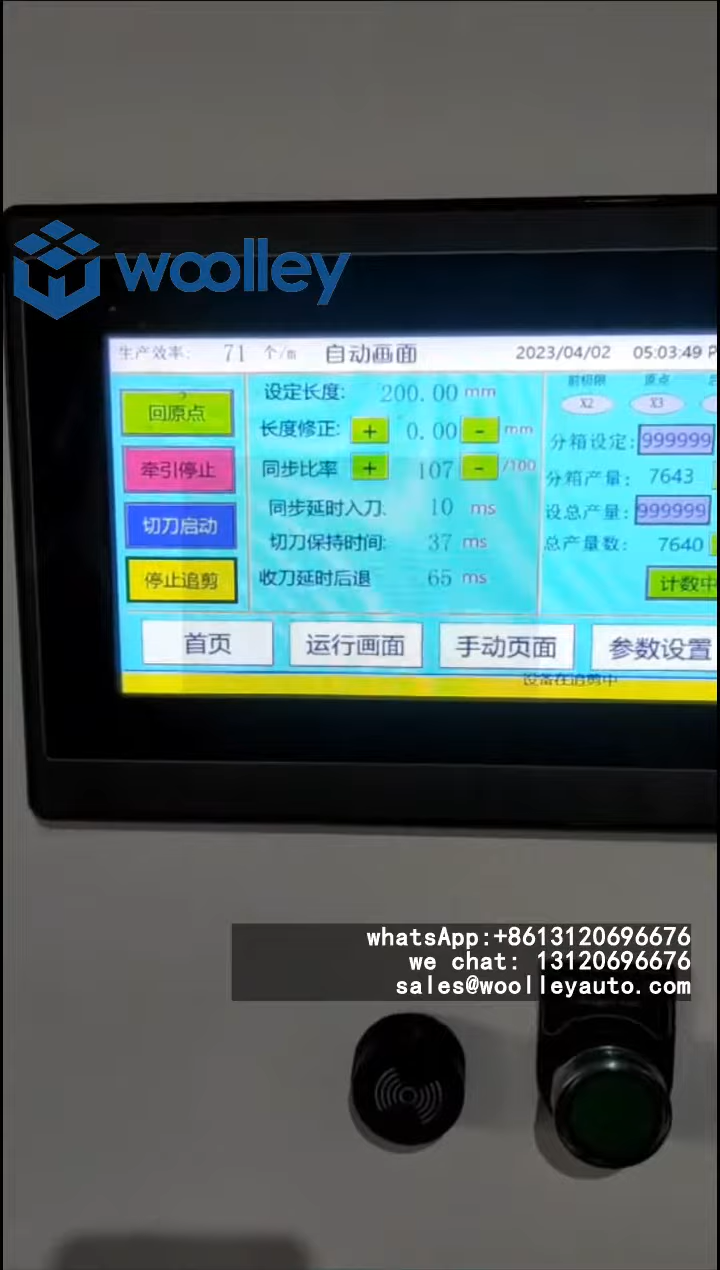 woolley
生产效率: 71 个/m 自动画面 2023/04/02 05:03:49 P
回原点
牵引停止
切刀启动
停止追剪
设定长度: 200.00 mm
长度修正: + 0.00 - mm
同步比率 + 107 - /100
同步延时入刀: 10 ms
切刀保持时间: 37 ms
收刀延时后退 65 ms
前极限 原点
X2 X3
分箱设定: 999999
分箱产量: 7643
设总产量: 999999
总产量数: 7640
计数中
首页 运行画面 手动页面 参数设置
设备在追剪中
whatsApp:+8613120696676
we chat: 13120696676
sales@woolleyauto.com